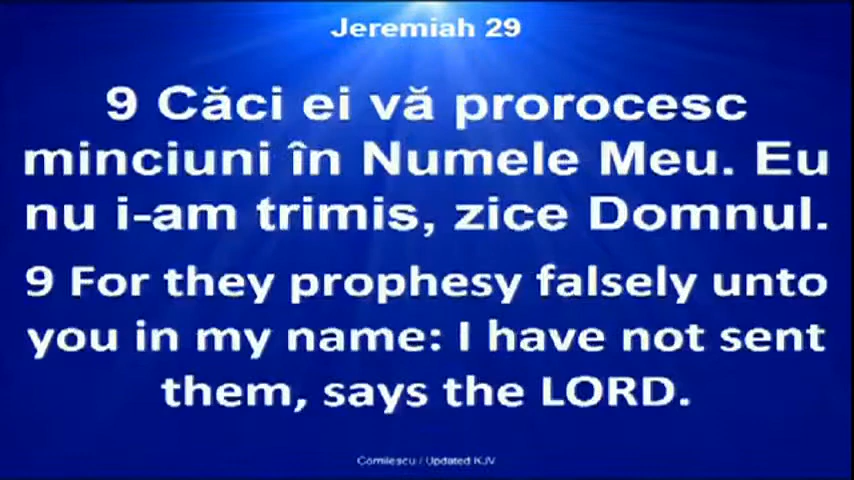 Jeremiah 29
9 Căci ei vă prorocesc
minciuni în Numele Meu. Eu
nu i-am trimis, zice Domnul.
9 For they prophesy falsely unto
you in my name: I have not sent
them, says the LORD.
Cornilescu / Updated KJV